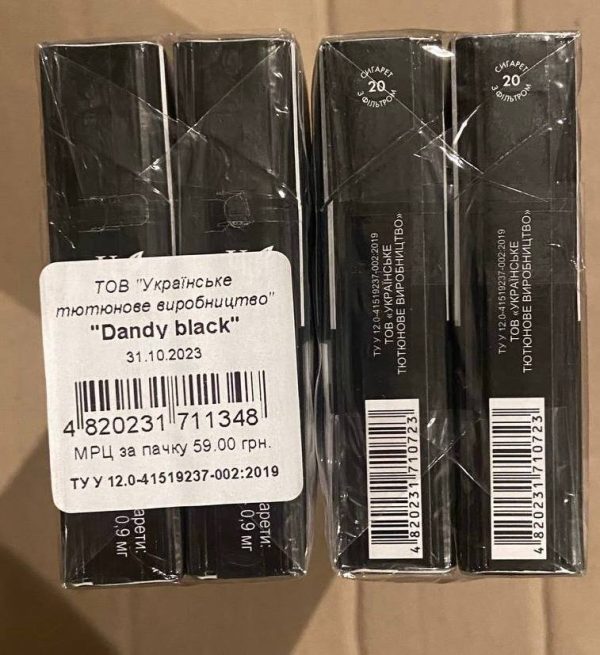 ТОВ "Українське
тютюнове виробництво"
"Dandy black"
31.10.2023
4 820231 711348
МРЦ за пачку 59.00 грн.
ТУ У 12.0-41519237-002:2019
арети:
0,9 мг
0,9 мг
СИГАРЕТ
20
З ФІЛЬТРОМ
ТУ У 12.0-41519237-002:2019
ТОВ «УКРАЇНСЬКЕ
ТЮТЮНОВЕ ВИРОБНИЦТВО»
4 820231 710723
СИГАРЕТ
20
З ФІЛЬТРОМ
ТУ У 12.0-41519237-002:2019
ТОВ «УКРАЇНСЬКЕ
ТЮТЮНОВЕ ВИРОБНИЦТВО»
4 820231 710723